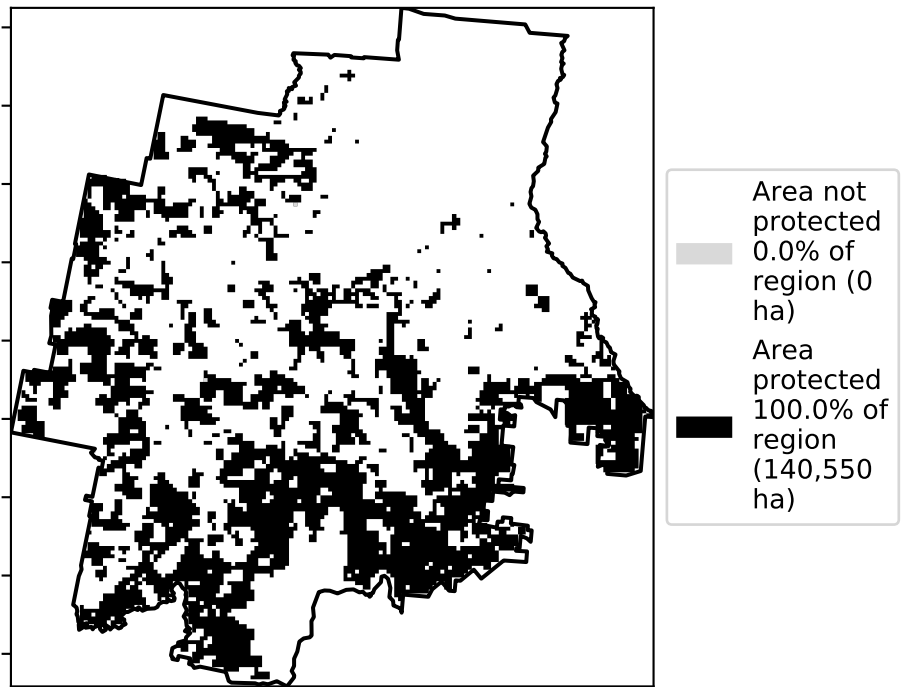 Area not
protected
0.0% of
region (0
ha)
Area
protected
100.0% of
region
(140,550
ha)